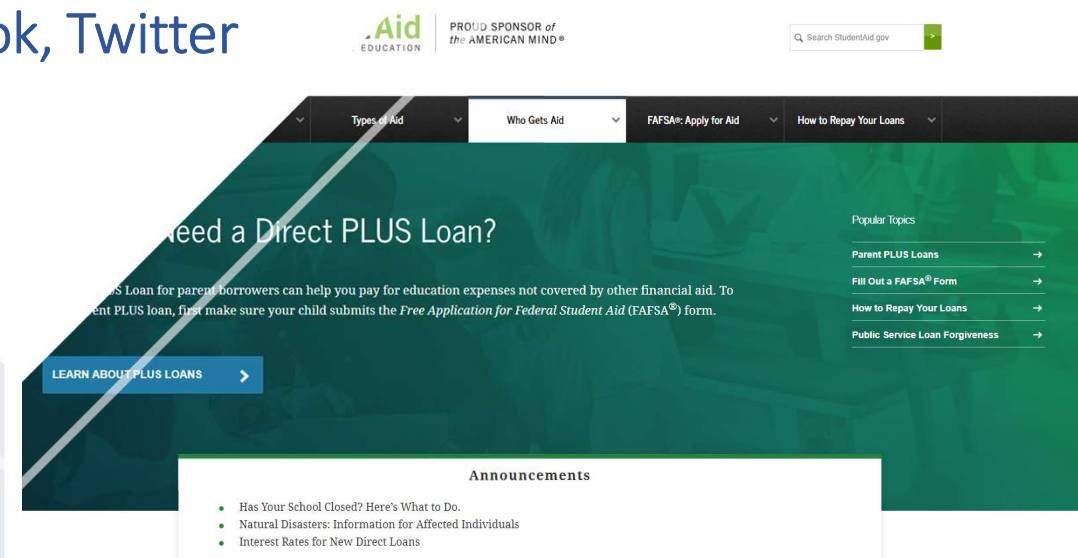 ok, Twitter
Aid
EDUCATION
PROUD SPONSOR of
the AMERICAN MIND®
Search StudentAid.gov
>
Types of Aid
Who Gets Aid
FAFSA®: Apply for Aid
How to Repay Your Loans
Need a Direct PLUS Loan?
Loan for parent borrowers can help you pay for education expenses not covered by other financial aid. To
PLUS loan, first make sure your child submits the Free Application for Federal Student Aid (FAFSA®) form.
LEARN ABOUT PLUS LOANS
Popular Topics
Parent PLUS Loans
Fill Out a FAFSA® Form
How to Repay Your Loans
Public Service Loan Forgiveness
Announcements
Has Your School Closed? Here's What to Do.
Natural Disasters: Information for Affected Individuals
Interest Rates for New Direct Loans